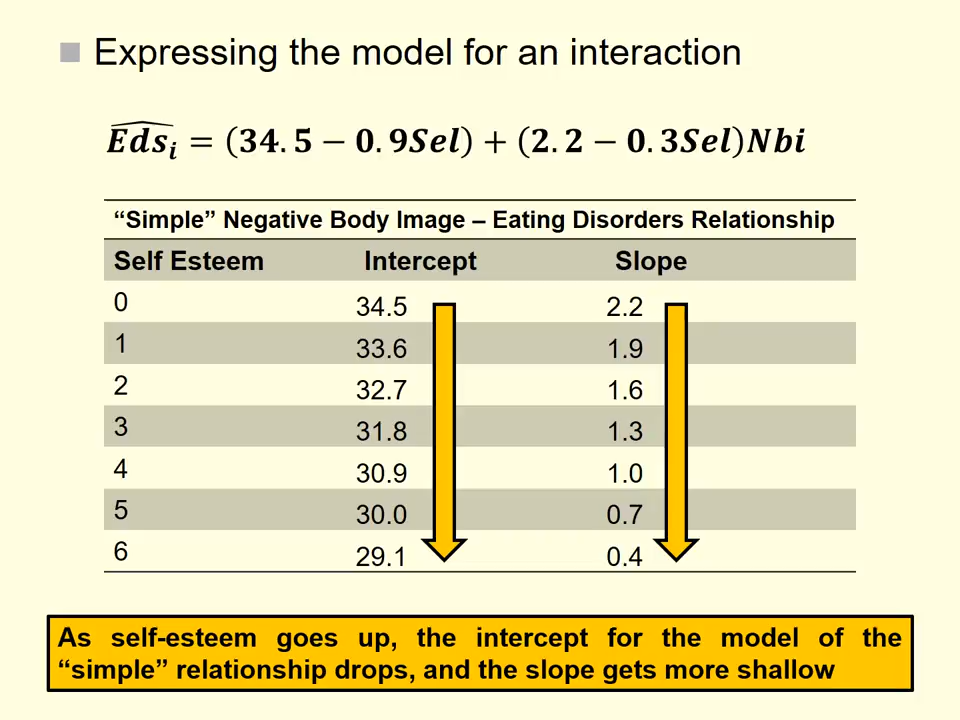 Expressing the model for an interaction
$\widehat{Eds_i} = (34.5 - 0.9Sel) + (2.2 - 0.3Sel)Nbi$
“Simple” Negative Body Image – Eating Disorders Relationship
Self Esteem Intercept Slope
0 34.5 2.2
1 33.6 1.9
2 32.7 1.6
3 31.8 1.3
4 30.9 1.0
5 30.0 0.7
6 29.1 0.4
As self-esteem goes up, the intercept for the model of the
“simple” relationship drops, and the slope gets more shallow